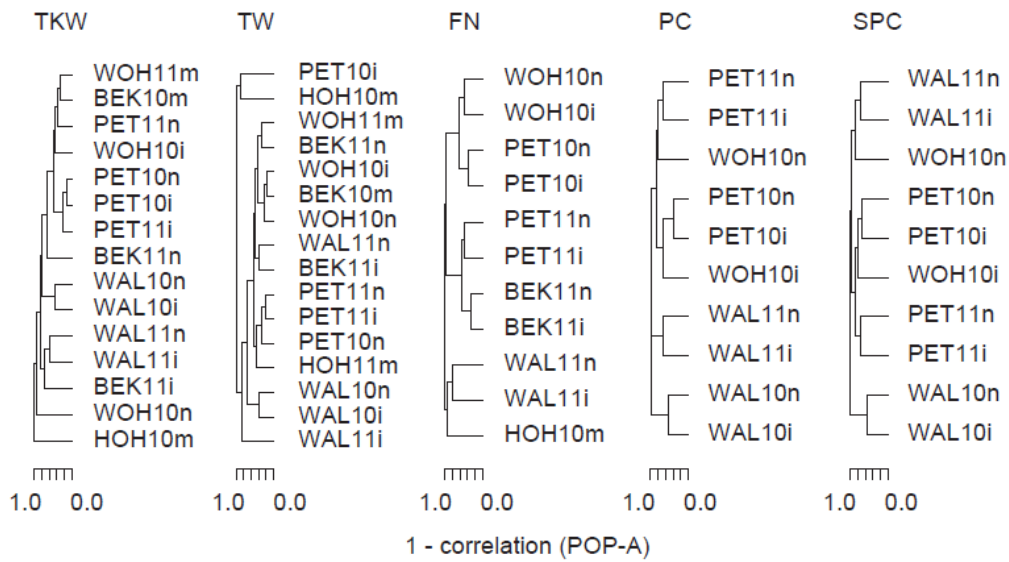 TKW
WOH11m
BEK10m
PET11n
WOH10i
PET10n
PET10i
PET11i
BEK11n
WAL10n
WAL10i
WAL11n
WAL11i
BEK11i
WOH10n
HOH10m
1.0 0.0
TW
PET10i
HOH10m
WOH11m
BEK11n
WOH10i
BEK10m
WOH10n
WAL11n
BEK11i
PET11n
PET11i
PET10n
HOH11m
WAL10n
WAL10i
WAL11i
1.0 0.0
FN
WOH10n
WOH10i
PET10n
PET10i
PET11n
PET11i
BEK11n
BEK11i
WAL11n
WAL11i
HOH10m
1.0 0.0
PC
PET11n
PET11i
WOH10n
PET10n
PET10i
WOH10i
WAL11n
WAL11i
WAL10n
WAL10i
1.0 0.0
SPC
WAL11n
WAL11i
WOH10n
PET10n
PET10i
WOH10i
PET11n
PET11i
WAL10n
WAL10i
1.0 0.0
1 - correlation (POP-A)